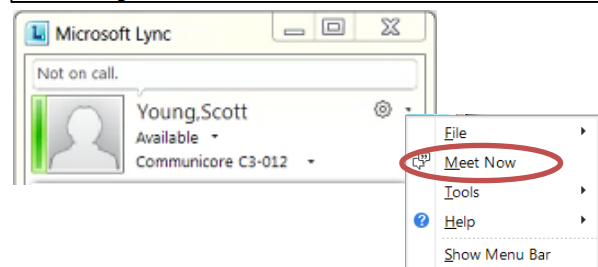 Microsoft Lync
Not on call.
Young,Scott
Available
Communicore C3-012
File
Meet Now
Tools
Help
Show Menu Bar